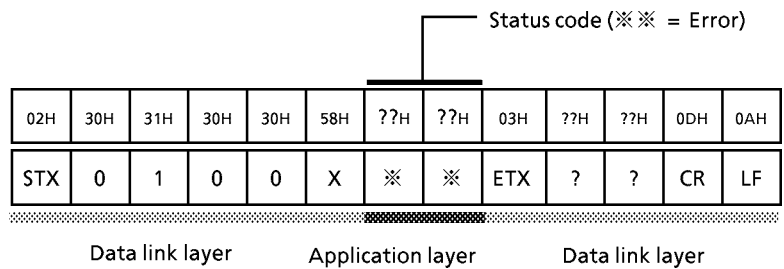 Status code (※※ = Error)
02H 30H 31H 30H 30H 58H ??H ??H 03H ??H ??H 0DH 0AH
STX 0 1 0 0 X ※ ※ ETX ? ? CR LF
Data link layer Application layer Data link layer